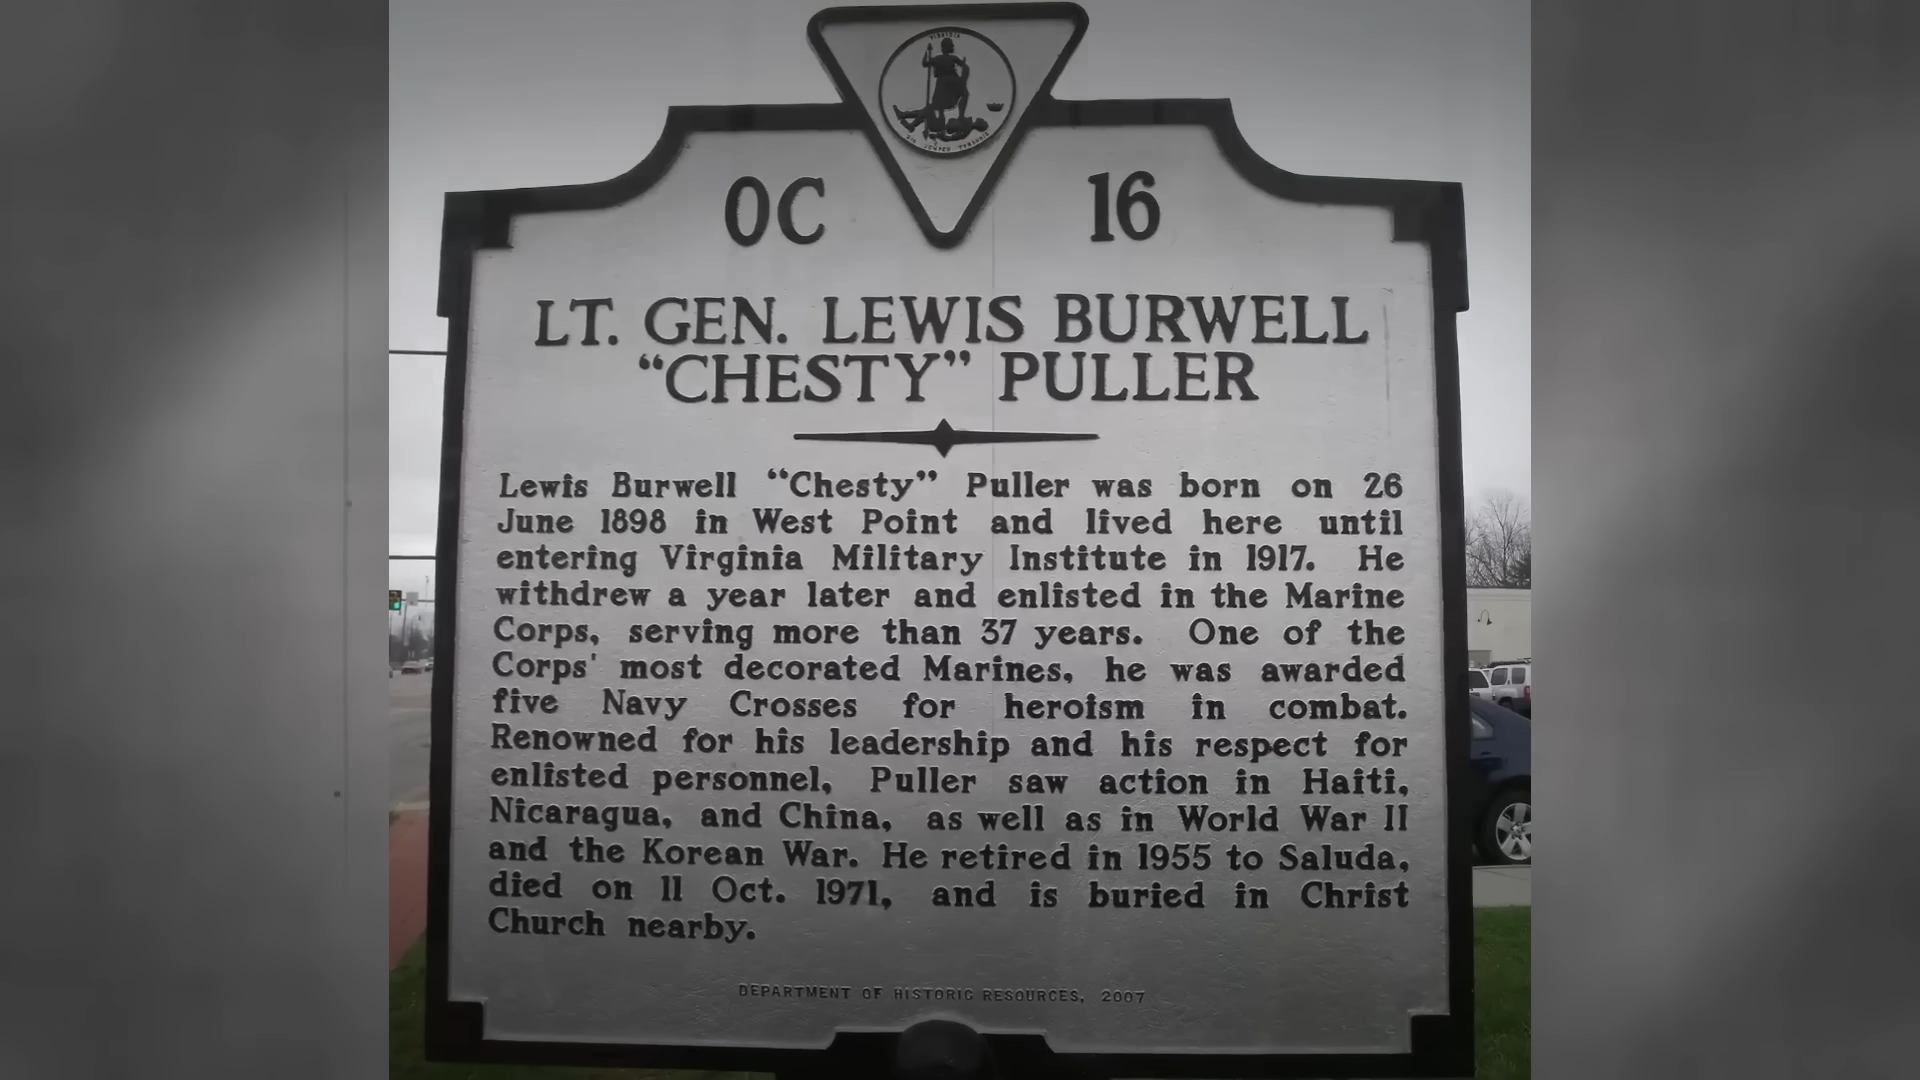 VIRGINIA
SIC SEMPER TYRANNIS
OC 16
LT. GEN. LEWIS BURWELL
“CHESTY” PULLER
Lewis Burwell “Chesty” Puller was born on 26
June 1898 in West Point and lived here until
entering Virginia Military Institute in 1917. He
withdrew a year later and enlisted in the Marine
Corps, serving more than 37 years. One of the
Corps' most decorated Marines, he was awarded
five Navy Crosses for heroism in combat.
Renowned for his leadership and his respect for
enlisted personnel, Puller saw action in Haiti,
Nicaragua, and China, as well as in World War II
and the Korean War. He retired in 1955 to Saluda,
died on 11 Oct. 1971, and is buried in Christ
Church nearby.
DEPARTMENT OF HISTORIC RESOURCES, 2007